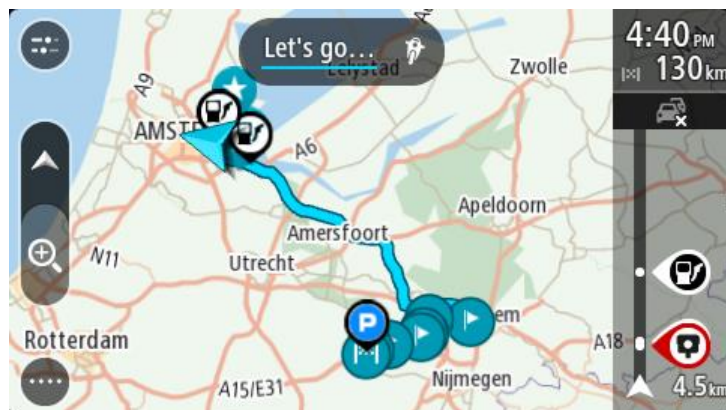 Let's go...
4:40 PM
130 km
Lelystad
Zwolle
A9
A6
Apeldoorn
Amersfoort
N11
Utrecht
P
em
Rotterdam
A18
A15/E31
Nijmegen
4.5 km